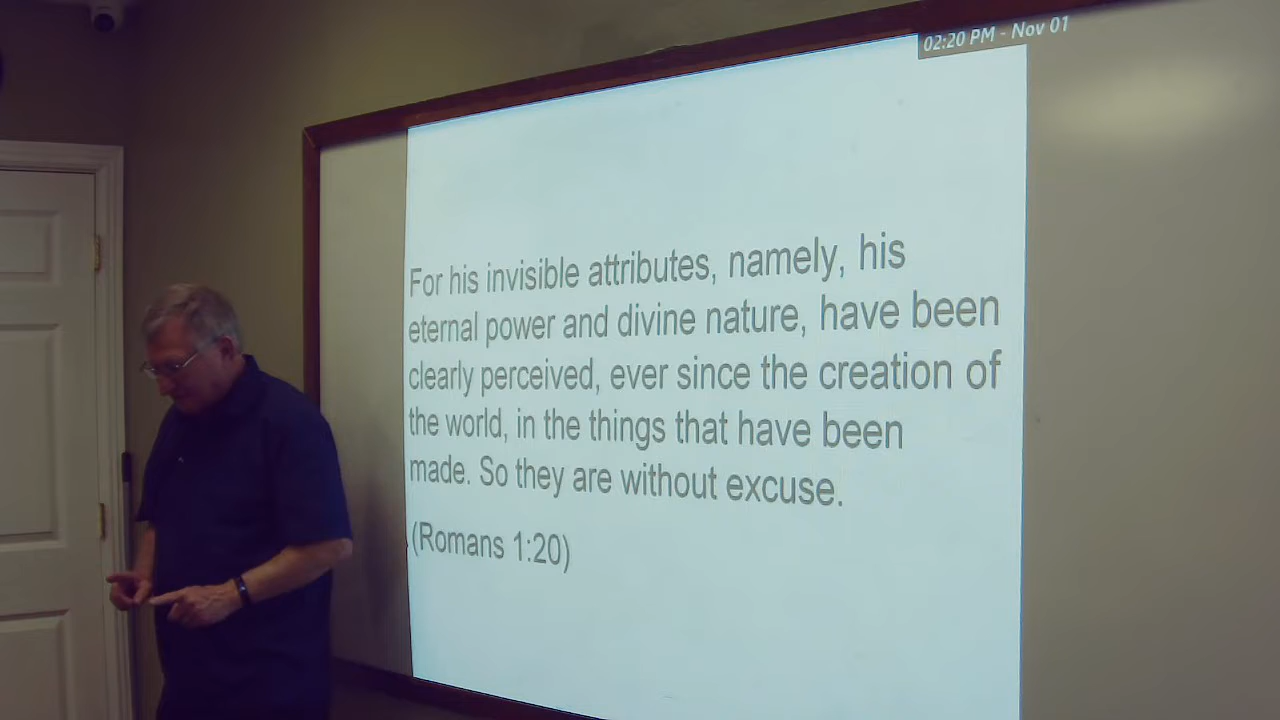 02:20 PM - Nov 01
For his invisible attributes, namely, his
eternal power and divine nature, have been
clearly perceived, ever since the creation of
the world, in the things that have been
made. So they are without excuse.
(Romans 1:20)